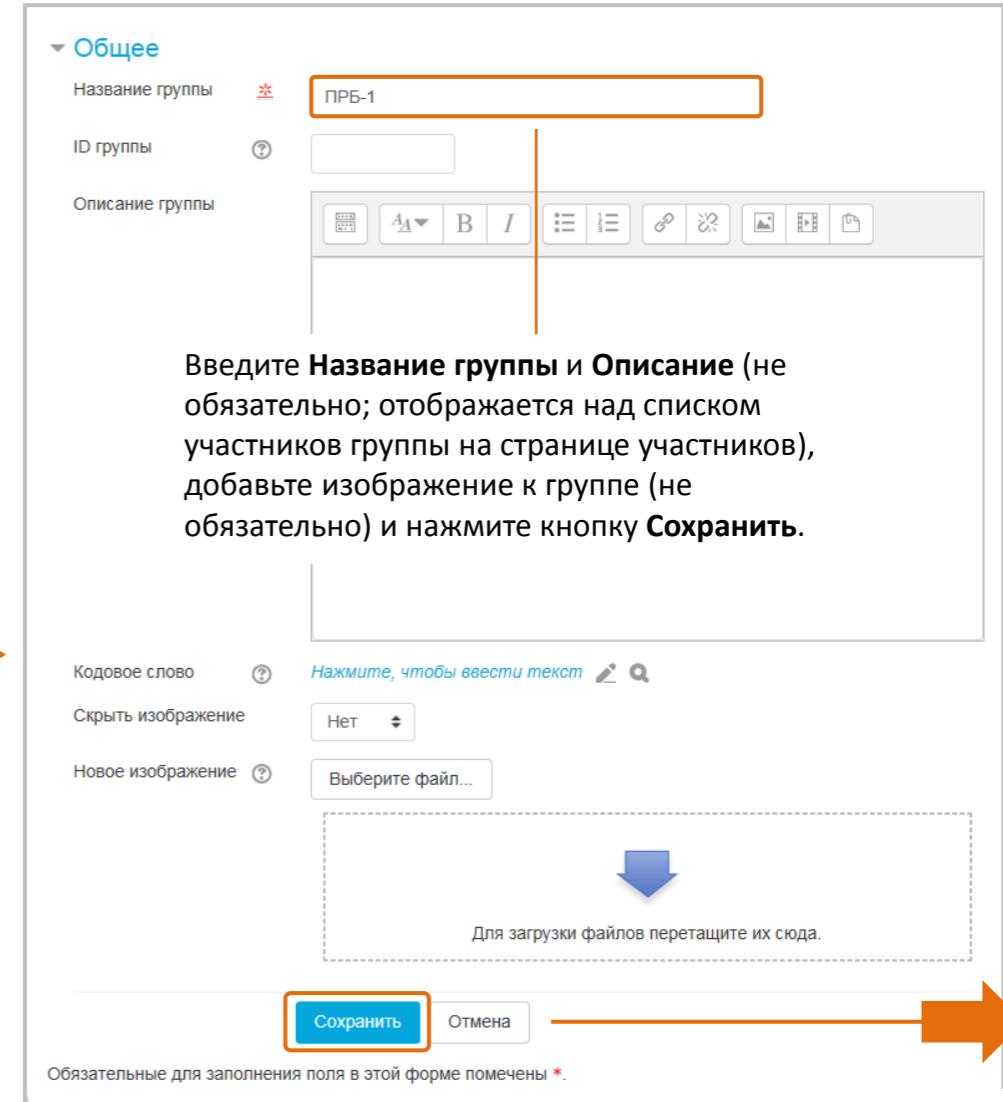 Общее
Название группы
ПРБ-1
ID группы
Описание группы
Введите Название группы и Описание (не
обязательно; отображается над списком
участников группы на странице участников),
добавьте изображение к группе (не
обязательно) и нажмите кнопку Сохранить.
Кодовое слово Нажмите, чтобы ввести текст
Скрыть изображение Нет
Новое изображение Выберите файл...
Для загрузки файлов перетащите их сюда.
Сохранить Отмена
Обязательные для заполнения поля в этой форме помечены *.